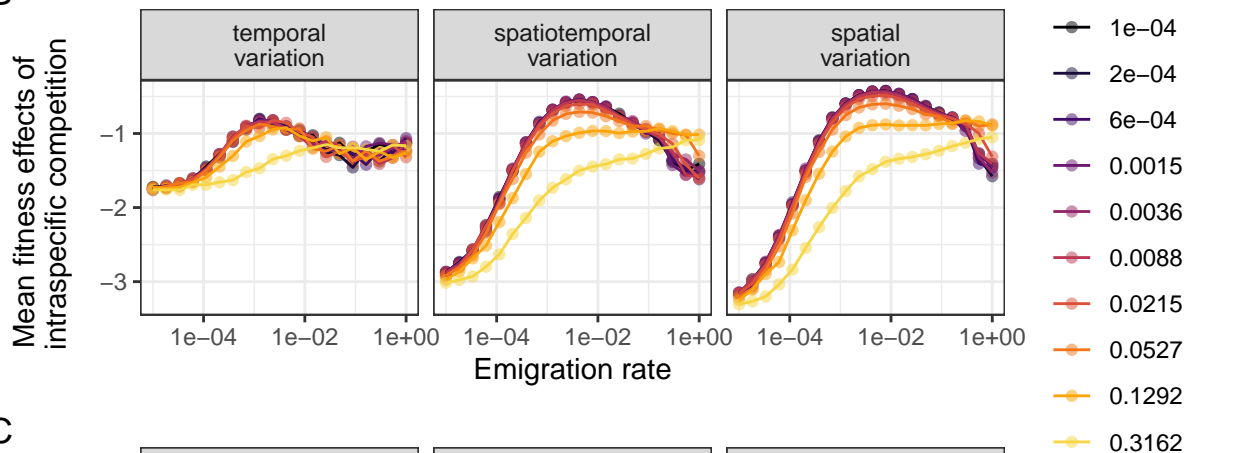 Mean fitness effects of
intraspecific competition
temporal
variation
spatiotemporal
variation
spatial
variation
−1
−2
−3
1e−04 1e−02 1e+00
1e−04 1e−02 1e+00
1e−04 1e−02 1e+00
Emigration rate
1e−04
2e−04
6e−04
0.0015
0.0036
0.0088
0.0215
0.0527
0.1292
0.3162
C